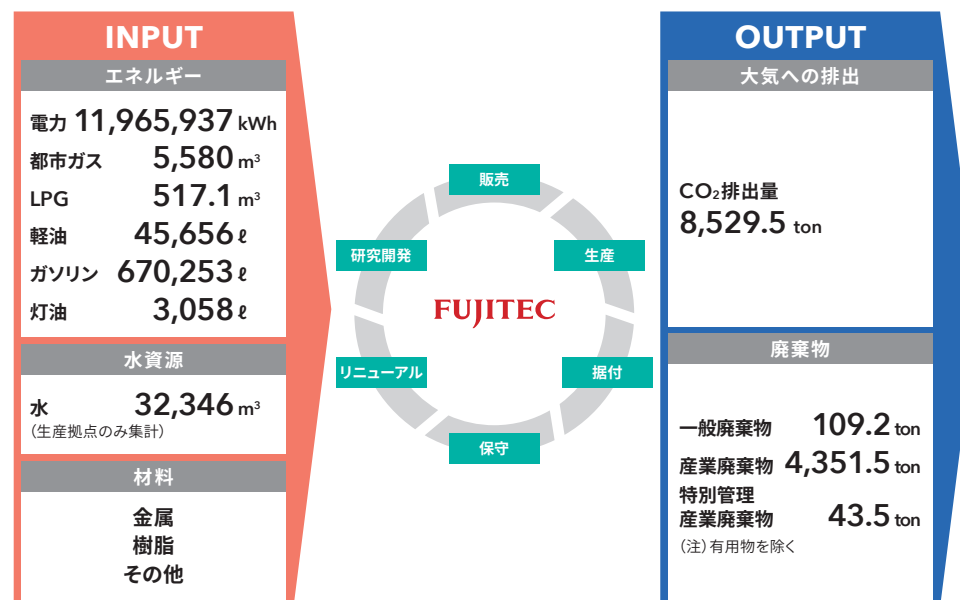 INPUT
エネルギー
電力 11,965,937 kWh
都市ガス 5,580 m³
LPG 517.1 m³
軽油 45,656 ℓ
ガソリン 670,253 ℓ
灯油 3,058 ℓ
水資源
水 32,346 m³
（生産拠点のみ集計）
材料
金属
樹脂
その他
販売
研究開発
生産
FUJITEC
リニューアル
据付
保守
OUTPUT
大気への排出
CO₂排出量
8,529.5 ton
廃棄物
一般廃棄物 109.2 ton
産業廃棄物 4,351.5 ton
特別管理
産業廃棄物 43.5 ton
（注）有用物を除く